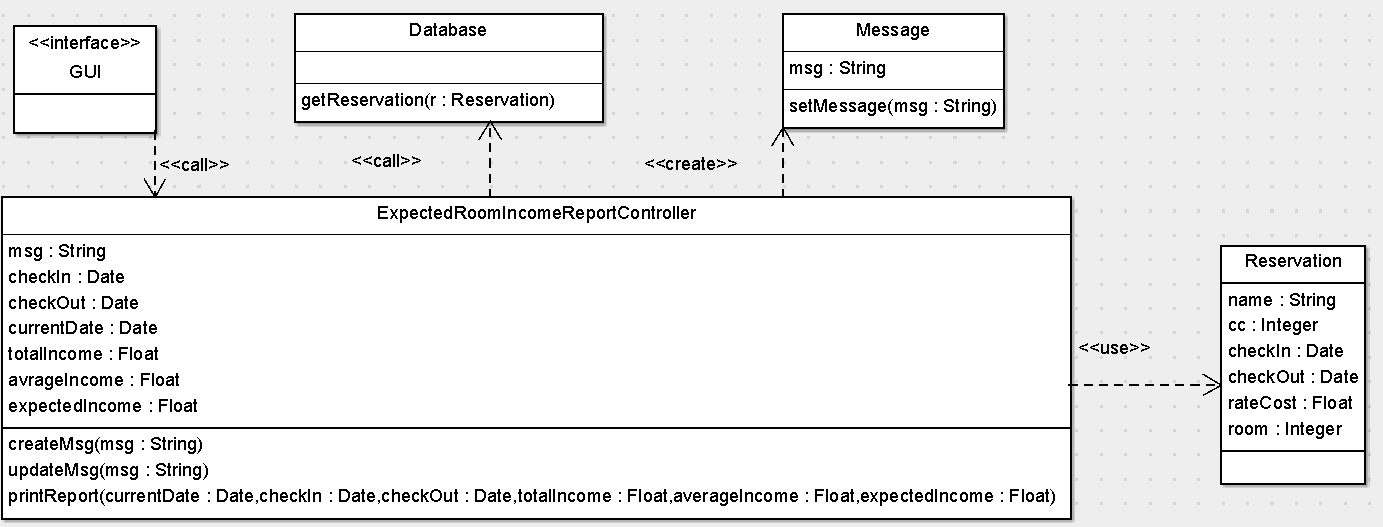 <<interface>>
GUI
Database
getReservation(r : Reservation)
Message
msg : String
setMessage(msg : String)
<<call>>
<<call>>
<<create>>
ExpectedRoomIncomeReportController
msg : String
checkIn : Date
checkOut : Date
currentDate : Date
totalIncome : Float
avrageIncome : Float
expectedIncome : Float
createMsg(msg : String)
updateMsg(msg : String)
printReport(currentDate : Date,checkIn : Date,checkOut : Date,totalIncome : Float,averageIncome : Float,expectedIncome : Float)
<<use>>
Reservation
name : String
cc : Integer
checkIn : Date
checkOut : Date
rateCost : Float
room : Integer